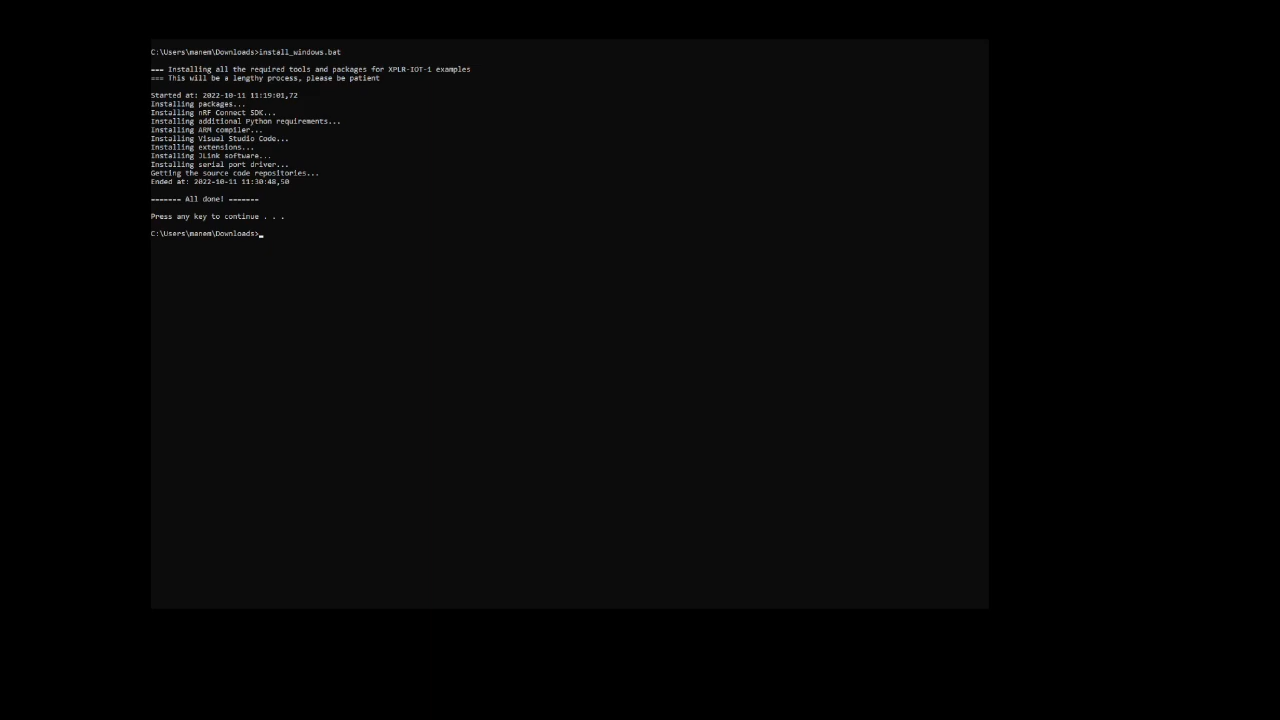 C:\Users\manem\Downloads>install_windows.bat
=== Installing all the required tools and packages for XPLR-IOT-1 examples
=== This will be a lengthy process, please be patient
Started at: 2022-10-11 11:19:01,72
Installing packages...
Installing nRF Connect SDK...
Installing additional Python requirements...
Installing ARM compiler...
Installing Visual Studio Code...
Installing extensions...
Installing JLink software...
Installing serial port driver...
Getting the source code repositories...
Ended at: 2022-10-11 11:30:48,50
======= All done! =======
Press any key to continue . . .
C:\Users\manem\Downloads>